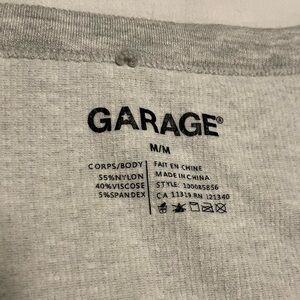 GARAGE®
M/M
CORPS/BODY
55%NYLON
40%VISCOSE
5%SPANDEX
FAIT EN CHINE
MADE IN CHINA
STYLE: 100085856
CA 11319 RN 121340